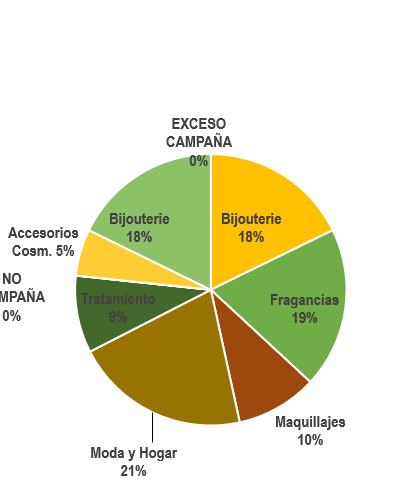 EXCESO
CAMPAÑA
0%
Bijouterie
18%
Bijouterie
18%
Accesorios
Cosm. 5%
NO
MPAÑA
0%
Tratamiento
9%
Fragancias
19%
Maquillajes
10%
Moda y Hogar
21%